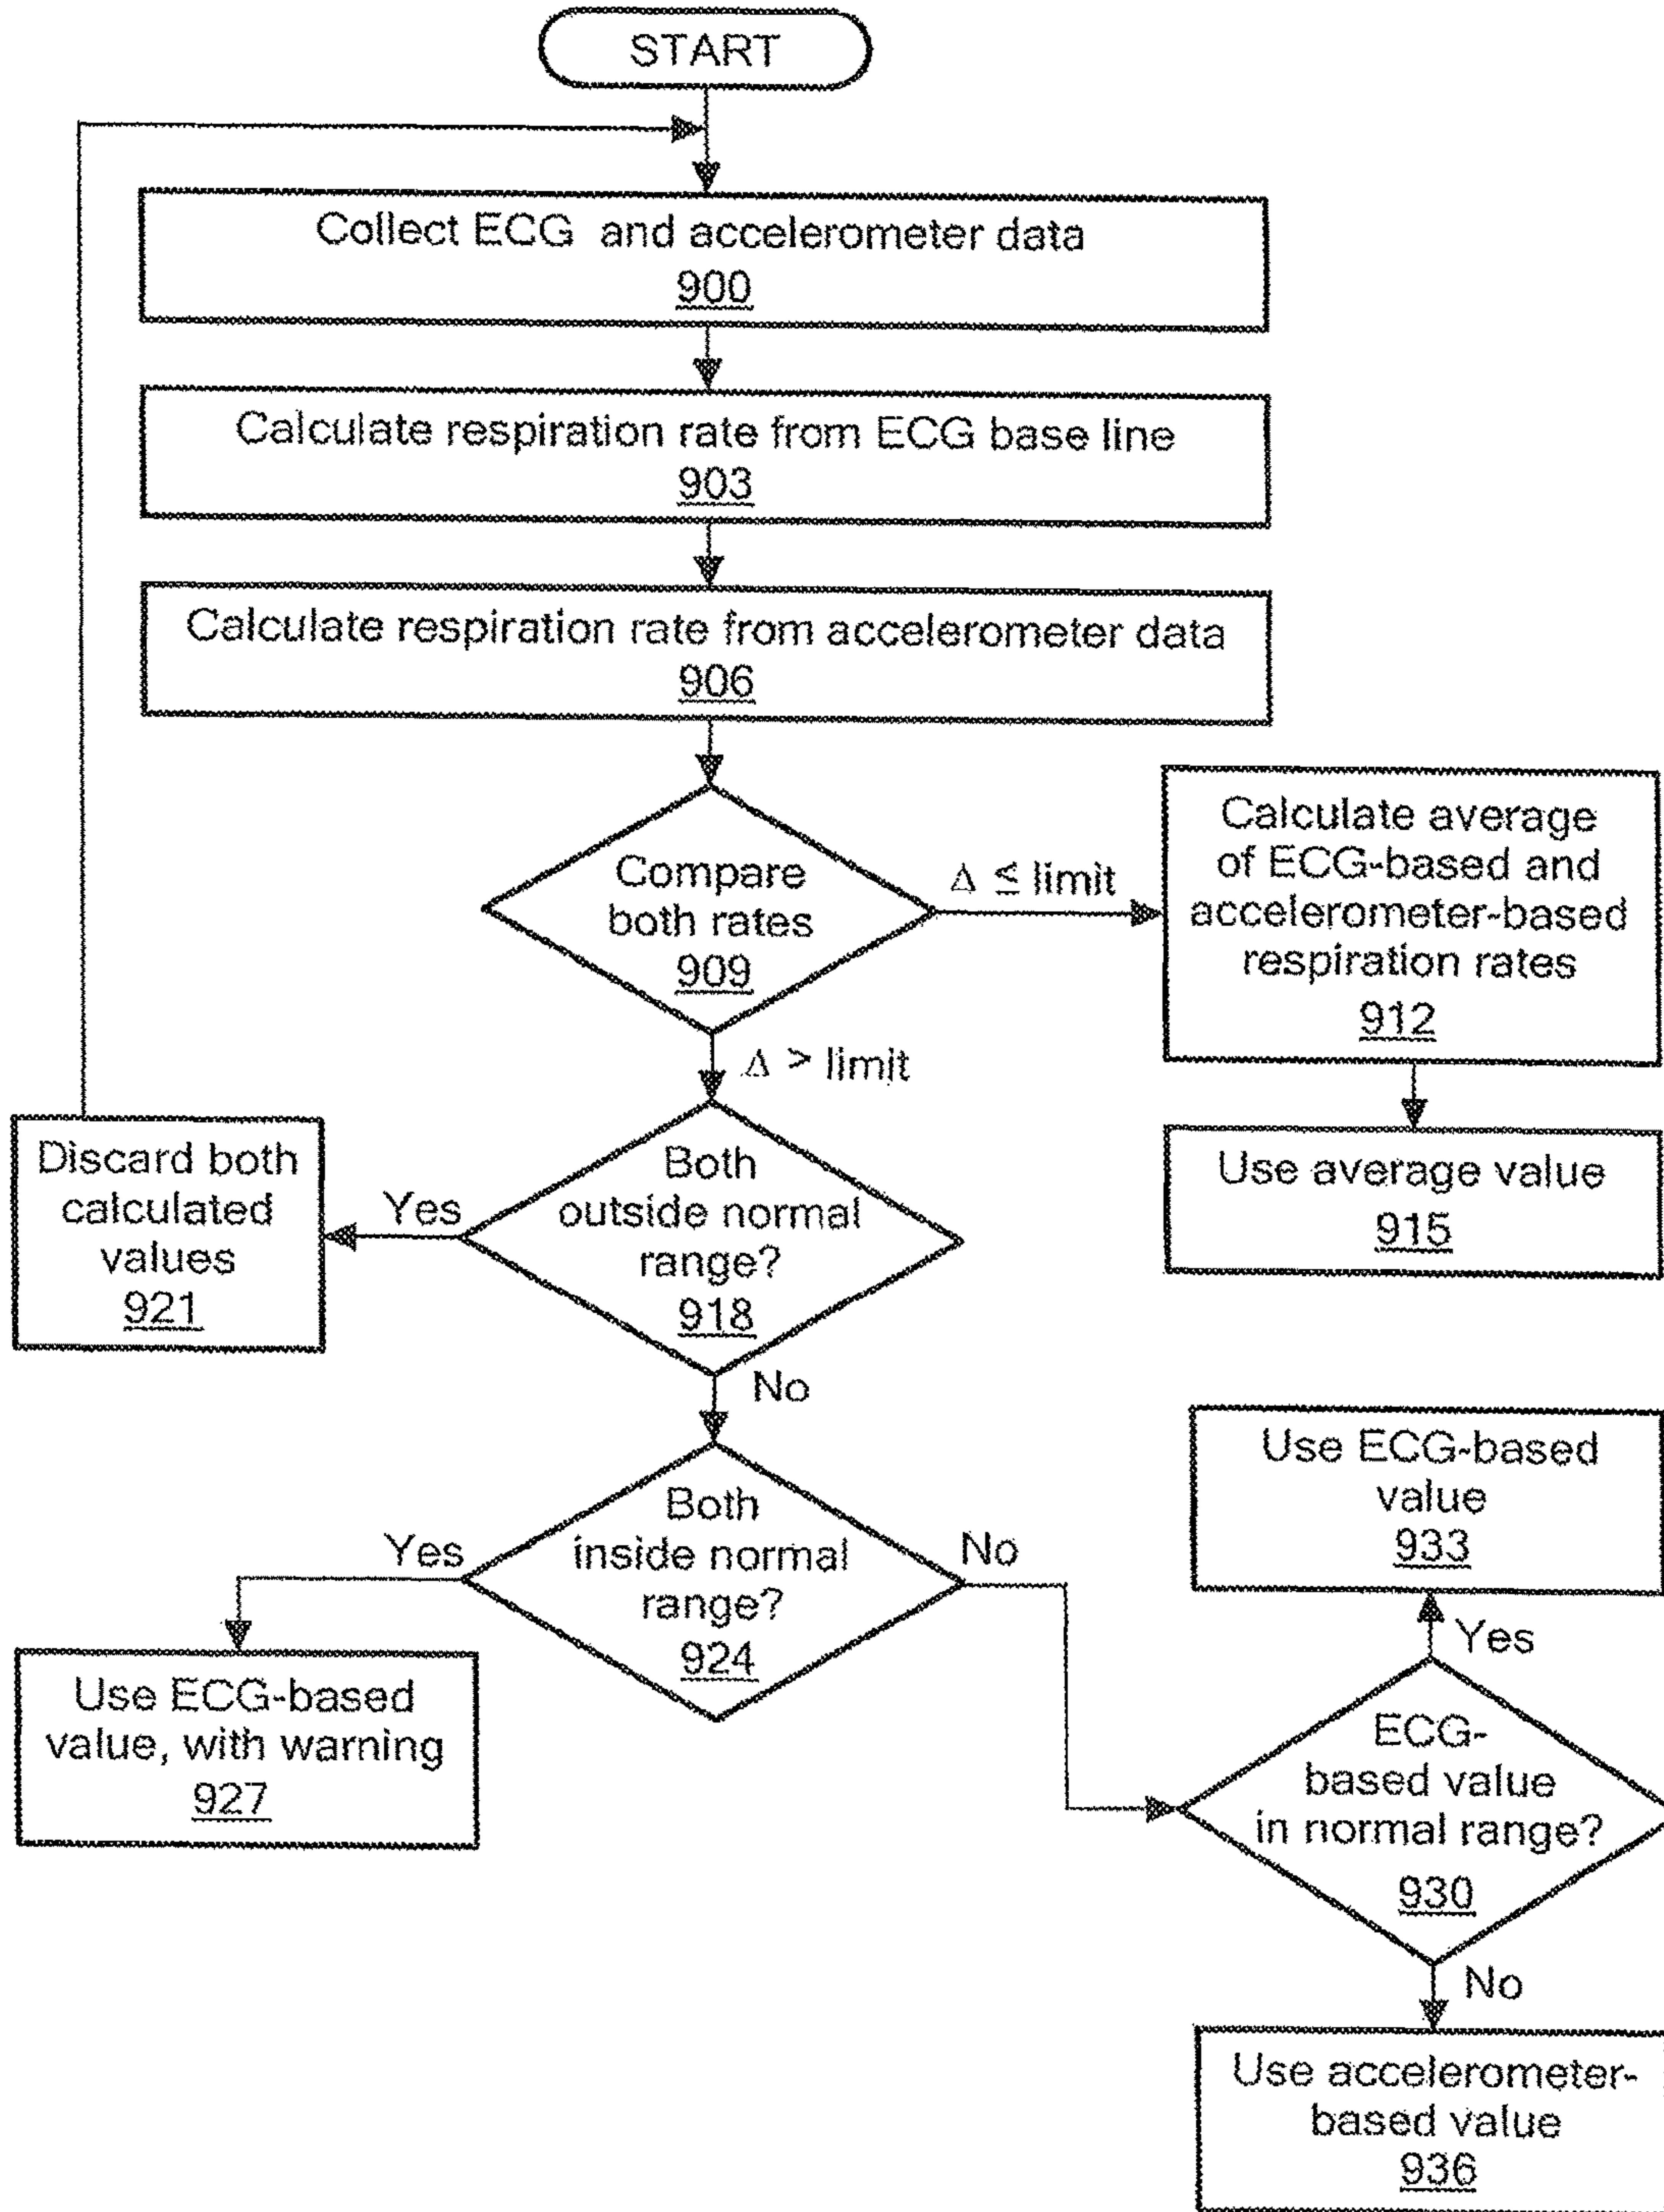 START
Collect ECG and accelerometer data
900
Calculate respiration rate from ECG base line
903
Calculate respiration rate from accelerometer data
906
Compare
both rates
909
Δ ≤ limit
Calculate average
of ECG-based and
accelerometer-based
respiration rates
912
Use average value
915
Δ > limit
Both
outside normal
range?
918
Yes
Discard both
calculated
values
921
No
Both
inside normal
range?
924
Yes
Use ECG-based
value, with warning
927
No
ECG-
based value
in normal range?
930
Yes
Use ECG-based
value
933
No
Use accelerometer-
based value
936